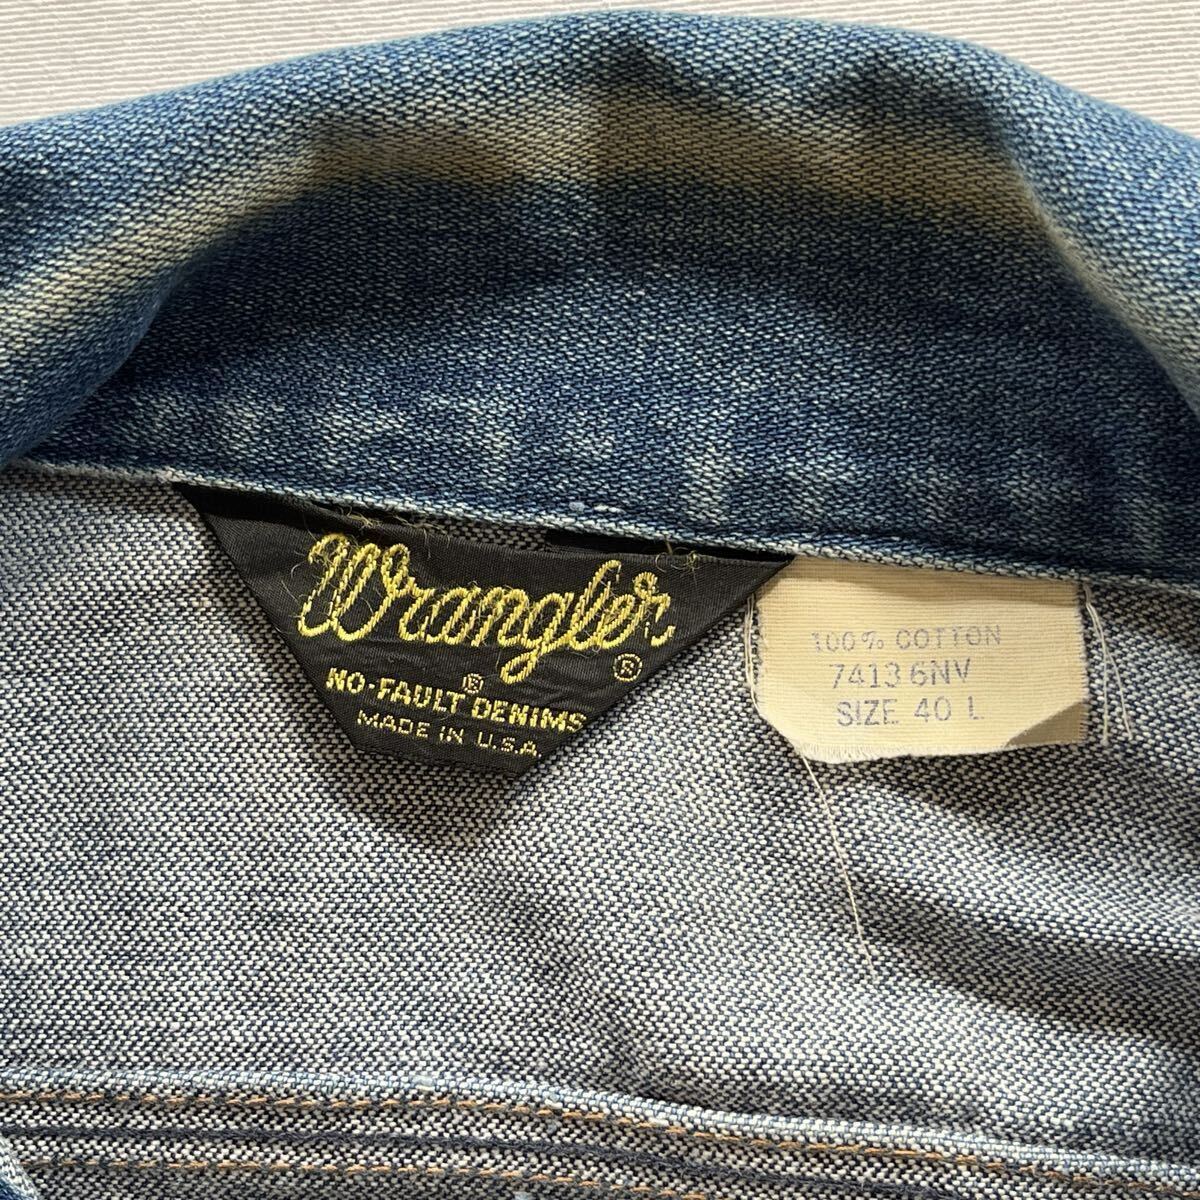 Wrangler®
NO-FAULT® DENIMS
MADE IN U.S.A.
100% COTTON
7413 6NV
SIZE 40 L